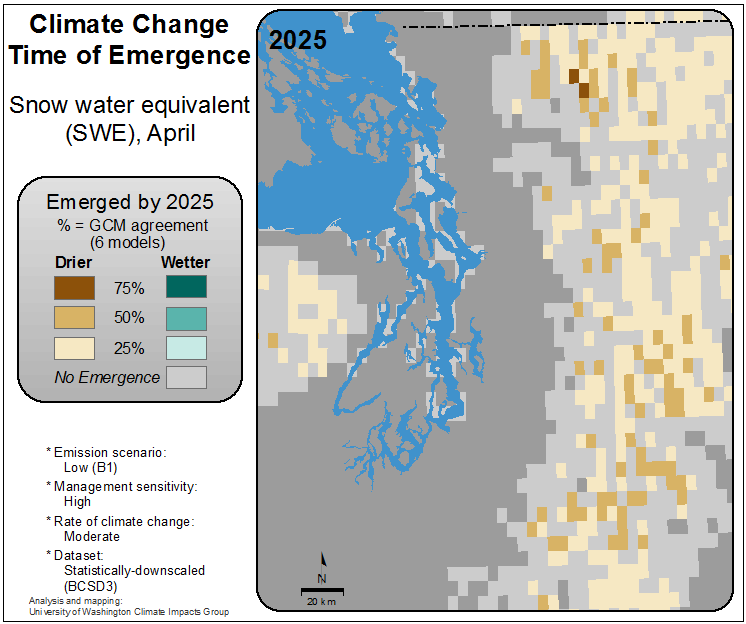 Climate Change
Time of Emergence
Snow water equivalent
(SWE), April
Emerged by 2025
% = GCM agreement
(6 models)
Drier Wetter
75%
50%
25%
No Emergence
* Emission scenario:
Low (B1)
* Management sensitivity:
High
* Rate of climate change:
Moderate
* Dataset:
Statistically-downscaled
(BCSD3)
Analysis and mapping:
University of Washington Climate Impacts Group
2025
N
20 km